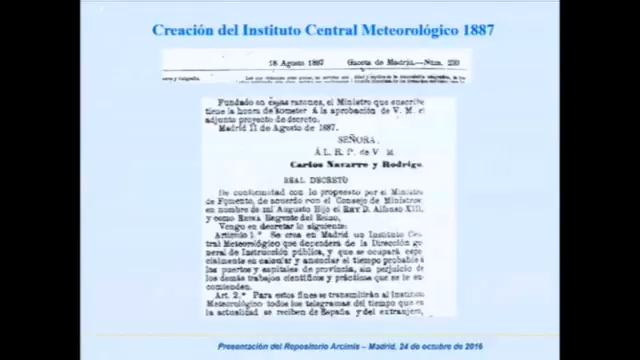 Creación del Instituto Central Meteorológico 1887
18 Agosto 1887 Gaceta de Madrid.—Núm. 230
Fundado en estas razones, el Ministro que suscribe
tiene la honra de someter á la aprobación de V. M. el
adjunto proyecto de decreto.
Madrid 11 de Agosto de 1887.
SEÑORA:
Á L. R. P. de V. M.
Carlos Navarro y Rodrigo.
REAL DECRETO
De conformidad con lo propuesto por el Ministro
de Fomento, de acuerdo con el Consejo de Ministros,
en nombre de mi Augusto Hijo el REY D. Alfonso XIII,
y como REINA Regente del Reino,
Vengo en decretar lo siguiente:
Artículo 1.º Se crea en Madrid un Instituto Cen
tral Meteorológico que dependerá de la Dirección ge
neral de Instrucción pública, y que se ocupará espe
cialmente en calcular y anunciar el tiempo probable á
los puertos y capitales de provincia, sin perjuicio de
los demás trabajos científicos y prácticos que se le en
comienden.
Art. 2.º Para estos fines se transmitirán al Instituto
Meteorológico todos los telegramas del tiempo que en
la actualidad se reciben de España y del extranjero,
Presentación del Repositorio Arcimis – Madrid, 24 de octubre de 2016